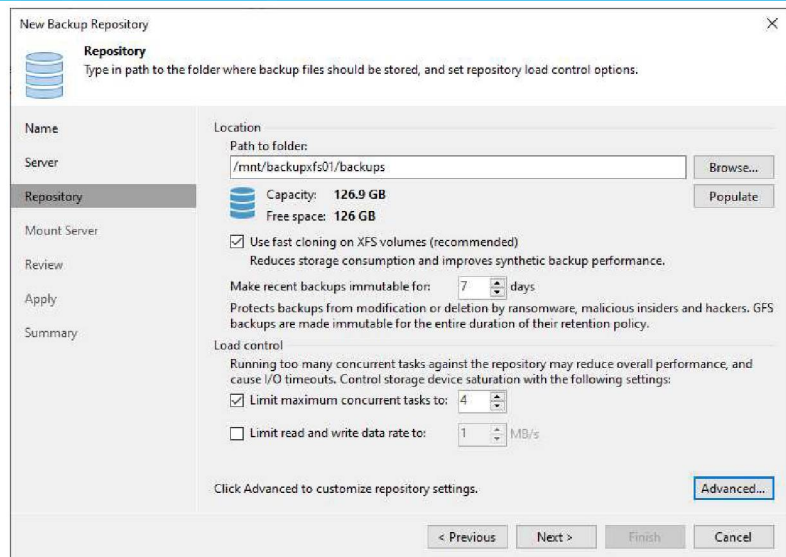 New Backup Repository
Repository
Type in path to the folder where backup files should be stored, and set repository load control options.
Name
Server
Repository
Mount Server
Review
Apply
Summary
Location
Path to folder:
/mnt/backupxfs01/backups
Browse...
Capacity: 126.9 GB
Populate
Free space: 126 GB
Use fast cloning on XFS volumes (recommended)
Reduces storage consumption and improves synthetic backup performance.
Make recent backups immutable for: 7 days
Protects backups from modification or deletion by ransomware, malicious insiders and hackers. GFS
backups are made immutable for the entire duration of their retention policy.
Load control
Running too many concurrent tasks against the repository may reduce overall performance, and
cause I/O timeouts. Control storage device saturation with the following settings:
Limit maximum concurrent tasks to: 4
Limit read and write data rate to: 1 MB/s
Click Advanced to customize repository settings.
Advanced...
< Previous
Next >
Finish
Cancel